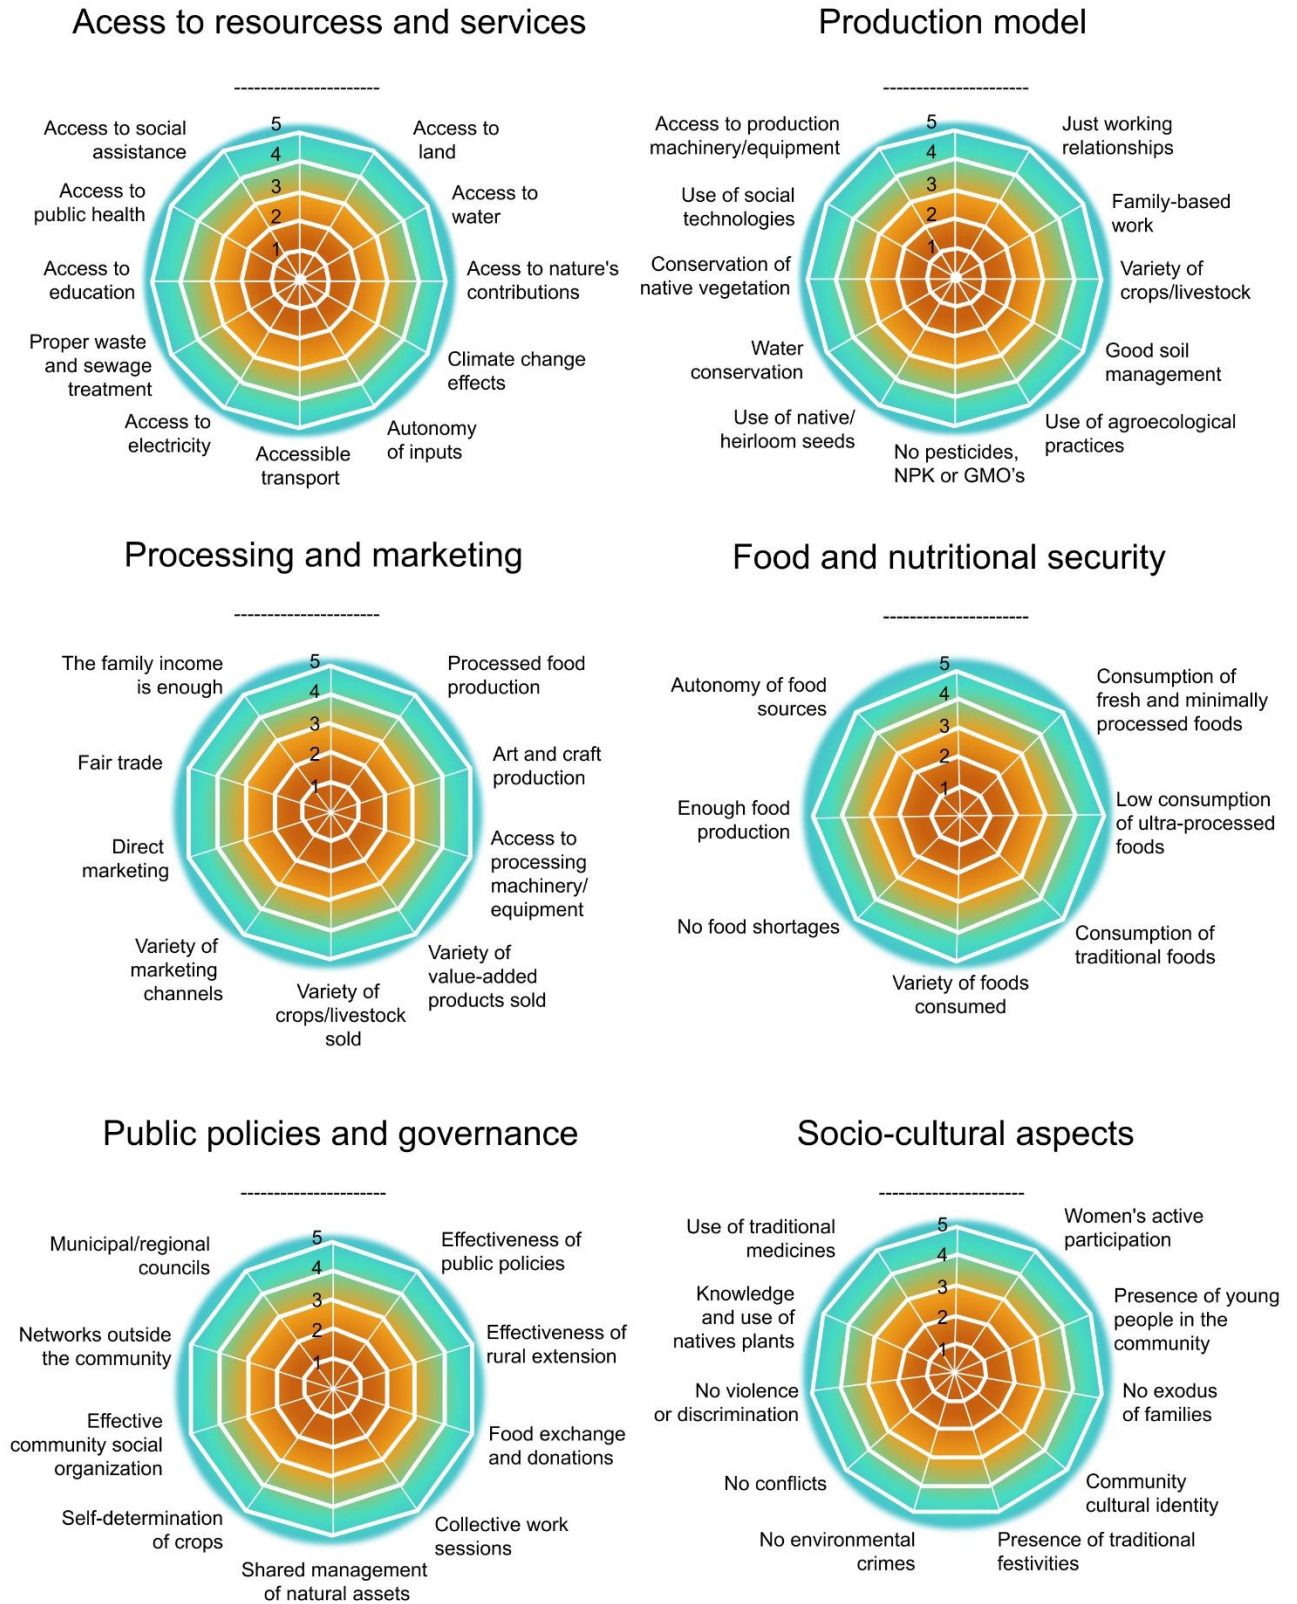 Acess to resourcess and services
-----------------------
Access to social
assistance
Access to
public health
Access to
education
Proper waste
and sewage
treatment
Access to
electricity
Accessible
transport
Autonomy
of inputs
Climate change
effects
Acess to nature's
contributions
Access to
water
Access to
land
5
4
3
2
1
Production model
-----------------------
Access to production
machinery/equipment
Use of social
technologies
Conservation of
native vegetation
Water
conservation
Use of native/
heirloom seeds
No pesticides,
NPK or GMO's
Use of agroecological
practices
Good soil
management
Variety of
crops/livestock
Family-based
work
Just working
relationships
5
4
3
2
1
Processing and marketing
-----------------------
The family income
is enough
Fair trade
Direct
marketing
Variety of
marketing
channels
Variety of
crops/livestock
sold
Variety of
value-added
products sold
Access to
processing
machinery/
equipment
Art and craft
production
Processed food
production
5
4
3
2
1
Food and nutritional security
-----------------------
Autonomy of food
sources
Enough food
production
No food shortages
Variety of foods
consumed
Consumption of
traditional foods
Low consumption
of ultra-processed
foods
Consumption of
fresh and minimally
processed foods
5
4
3
2
1
Public policies and governance
-----------------------
Municipal/regional
councils
Networks outside
the community
Effective
community social
organization
Self-determination
of crops
Shared management
of natural assets
Collective work
sessions
Food exchange
and donations
Effectiveness of
rural extension
Effectiveness of
public policies
5
4
3
2
1
Socio-cultural aspects
-----------------------
Use of traditional
medicines
Knowledge
and use of
natives plants
No violence
or discrimination
No conflicts
No environmental
crimes
Presence of traditional
festivities
Community
cultural identity
No exodus
of families
Presence of young
people in the
community
Women's active
participation
5
4
3
2
1